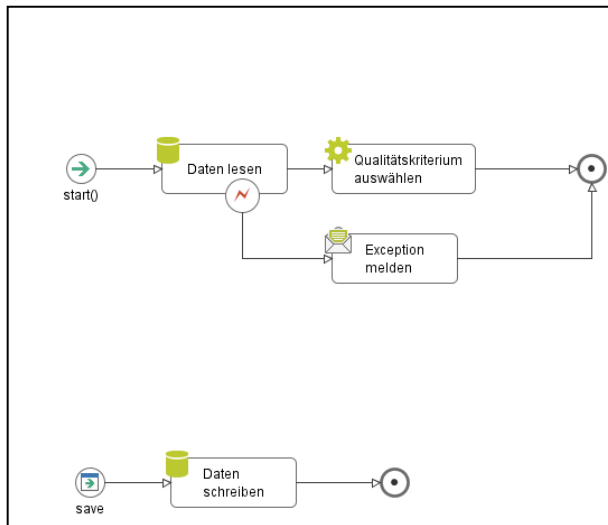 Daten lesen
Qualitätskriterium
auswählen
start()
Exception
melden
Daten
schreiben
save